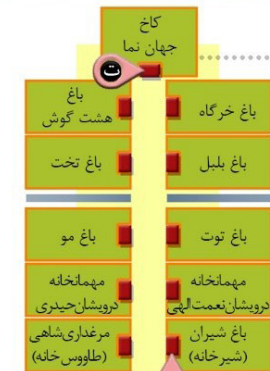 کاخ
جهان نما
ت
باغ خرگاه
باغ
هشت گوش
باغ بلبل
باغ تخت
باغ توت
باغ مو
مهمانخانه
درویشان‌نعمت‌الهی
مهمانخانه
درویشان‌حیدری
باغ شیران
(شیرخانه)
مرغداری‌شاهی
(طاووس‌خانه)